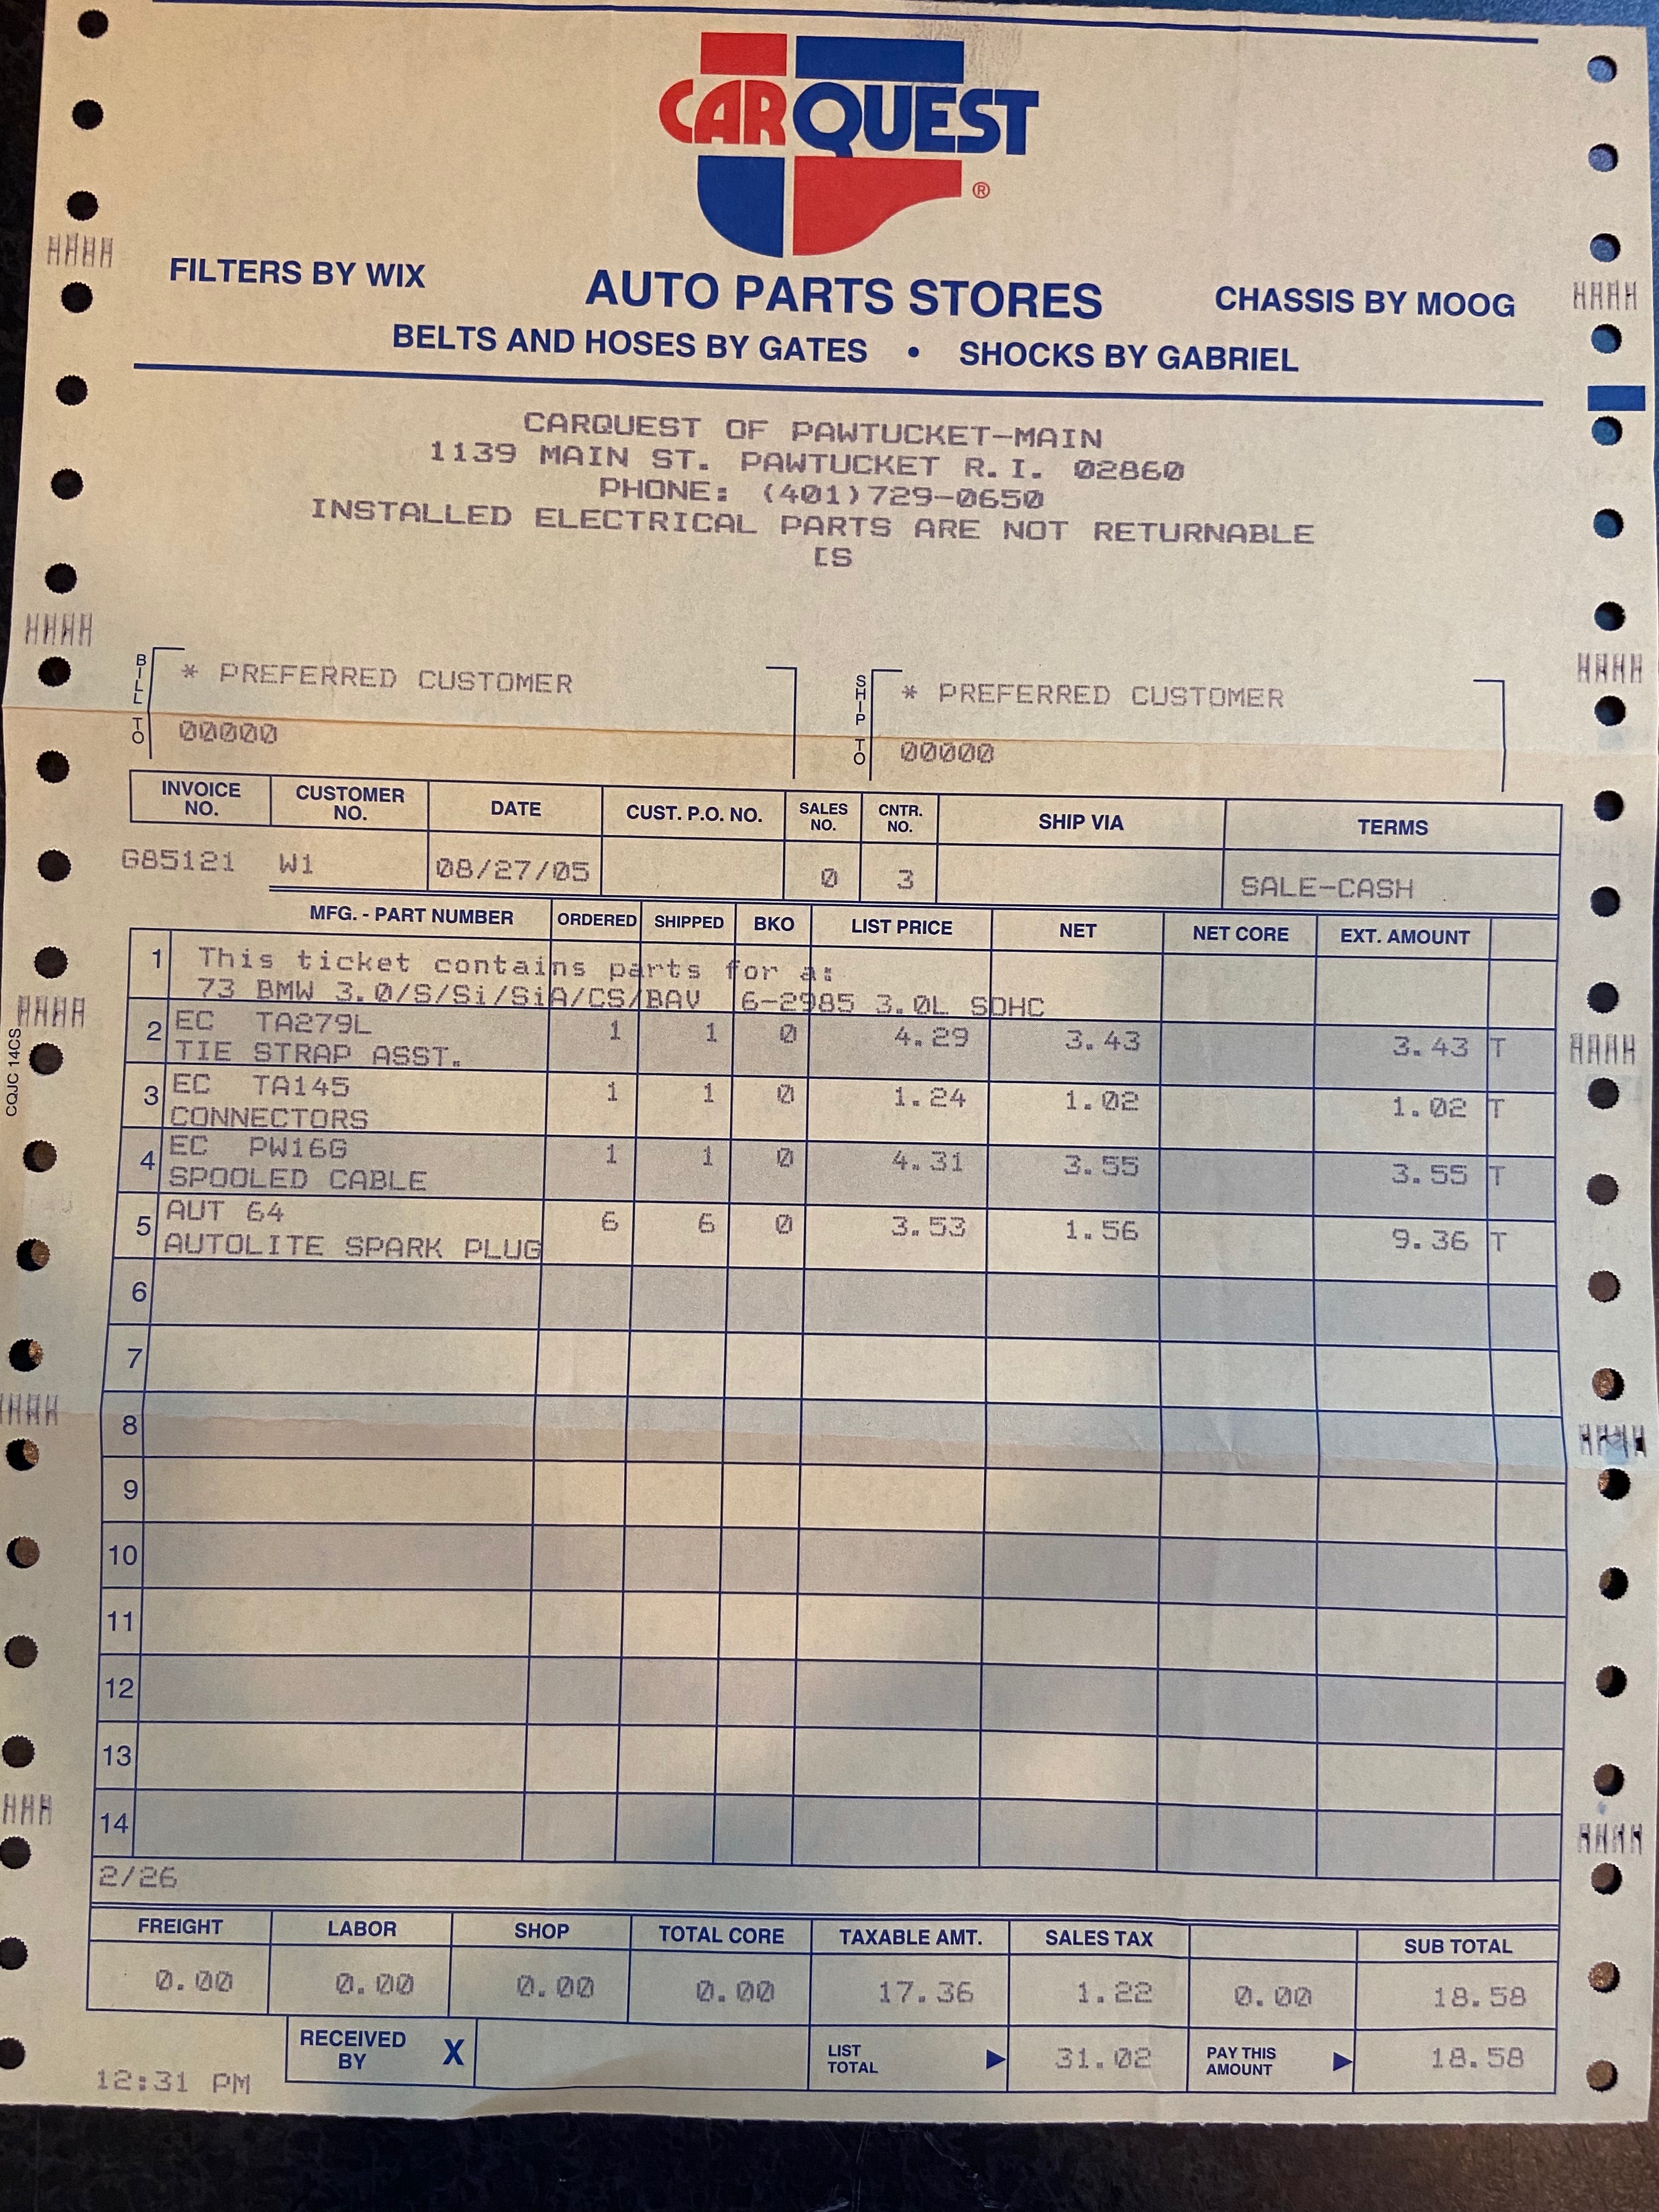 CARQUEST ®
FILTERS BY WIX AUTO PARTS STORES CHASSIS BY MOOG
BELTS AND HOSES BY GATES • SHOCKS BY GABRIEL
CARQUEST OF PAWTUCKET-MAIN
1139 MAIN ST. PAWTUCKET R.I. 02860
PHONE: (401)729-0650
INSTALLED ELECTRICAL PARTS ARE NOT RETURNABLE
[S
BILL TO * PREFERRED CUSTOMER
00000
SHIP TO * PREFERRED CUSTOMER
00000
INVOICE NO. CUSTOMER NO. DATE CUST. P.O. NO. SALES NO. CNTR. NO. SHIP VIA TERMS
G85121 W1 08/27/05 0 3 SALE-CASH
MFG. - PART NUMBER ORDERED SHIPPED BKO LIST PRICE NET NET CORE EXT. AMOUNT
1 This ticket contains parts for a:
73 BMW 3.0/S/Si/SiA/CS/BAV 6-2985 3.0L SOHC
2 EC TA279L 1 1 0 4.29 3.43 3.43 T
TIE STRAP ASST.
3 EC TA145 1 1 0 1.24 1.02 1.02 T
CONNECTORS
4 EC PW16G 1 1 0 4.31 3.55 3.55 T
SPOOLED CABLE
5 AUT 64 6 6 0 3.53 1.56 9.36 T
AUTOLITE SPARK PLUG
6
7
8
9
10
11
12
13
14
2/26
FREIGHT LABOR SHOP TOTAL CORE TAXABLE AMT. SALES TAX SUB TOTAL
0.00 0.00 0.00 0.00 17.36 1.22 0.00 18.58
RECEIVED BY X LIST TOTAL 31.02 PAY THIS AMOUNT 18.58
12:31 PM
CQJC 14CS
HHHH
HHHH
HHHH
HHHH
HHH
HHHH
HHHH
HHHH
HHHH
HHHH